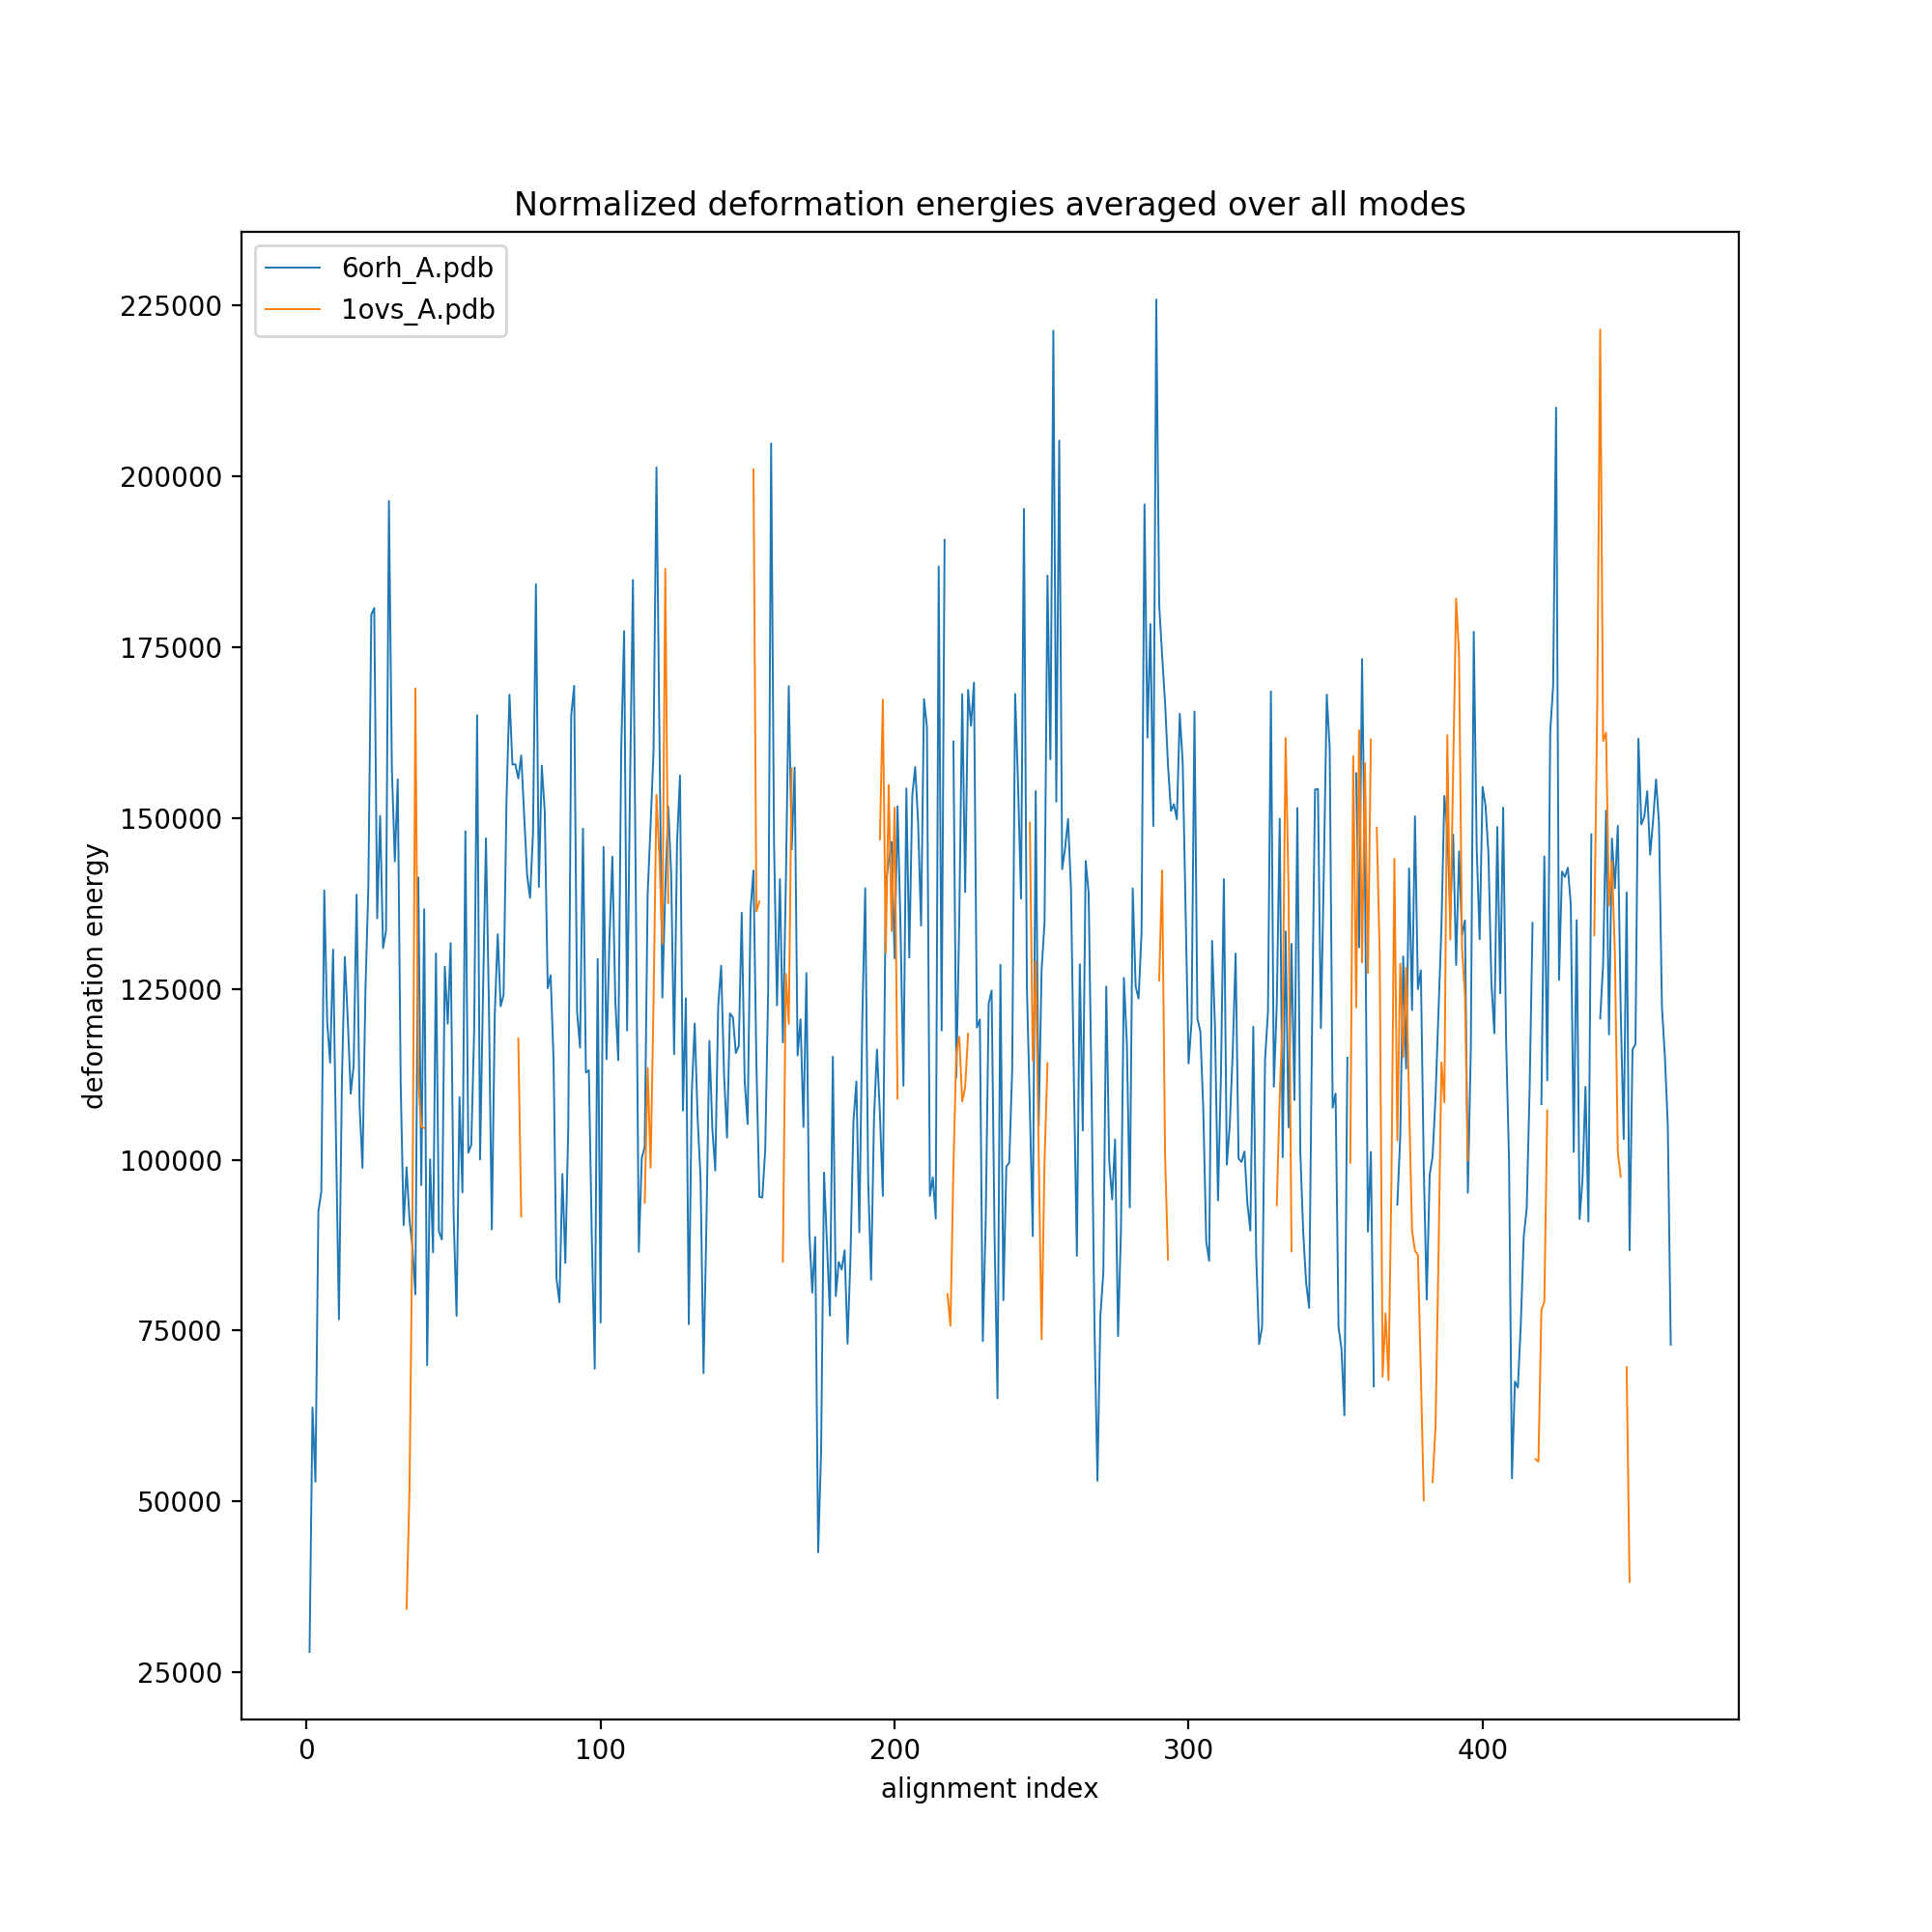 Normalized deformation energies averaged over all modes
6orh_A.pdb
1ovs_A.pdb
225000
200000
175000
150000
125000
100000
75000
50000
25000
deformation energy
0 100 200 300 400
alignment index